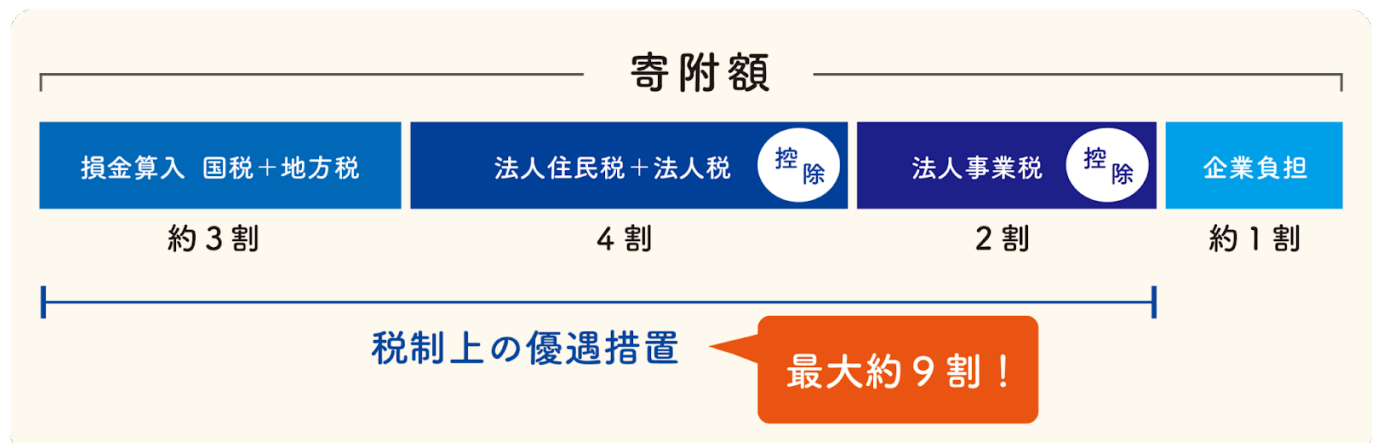 寄附額
損金算入 国税＋地方税
法人住民税＋法人税 控除
法人事業税 控除
企業負担
約3割
4割
2割
約1割
税制上の優遇措置
最大約9割！